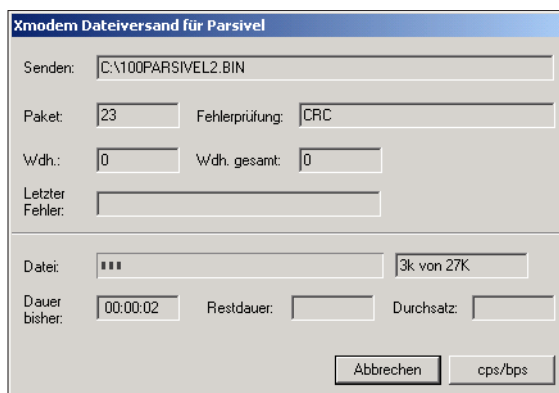 Xmodem Dateiversand für Parsivel
Senden: C:\100PARSIVEL2.BIN
Paket: 23 Fehlerprüfung: CRC
Wdh.: 0 Wdh. gesamt: 0
Letzter
Fehler:
Datei: 3k von 27K
Dauer
bisher: 00:00:02 Restdauer: Durchsatz:
Abbrechen cps/bps